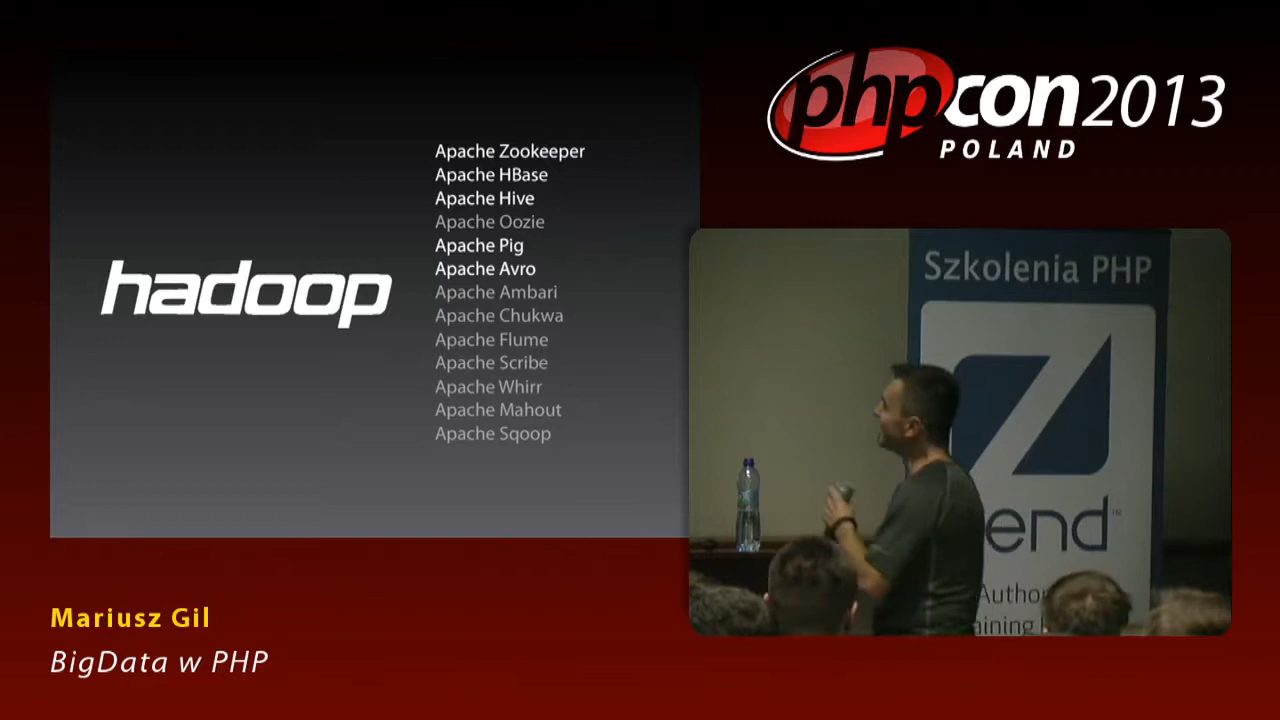 phpcon2013
POLAND
Apache Zookeeper
Apache HBase
Apache Hive
Apache Oozie
Apache Pig
Apache Avro
Apache Ambari
Apache Chukwa
Apache Flume
Apache Scribe
Apache Whirr
Apache Mahout
Apache Sqoop
hadoop
Szkolenia PHP
end
Mariusz Gil
BigData w PHP